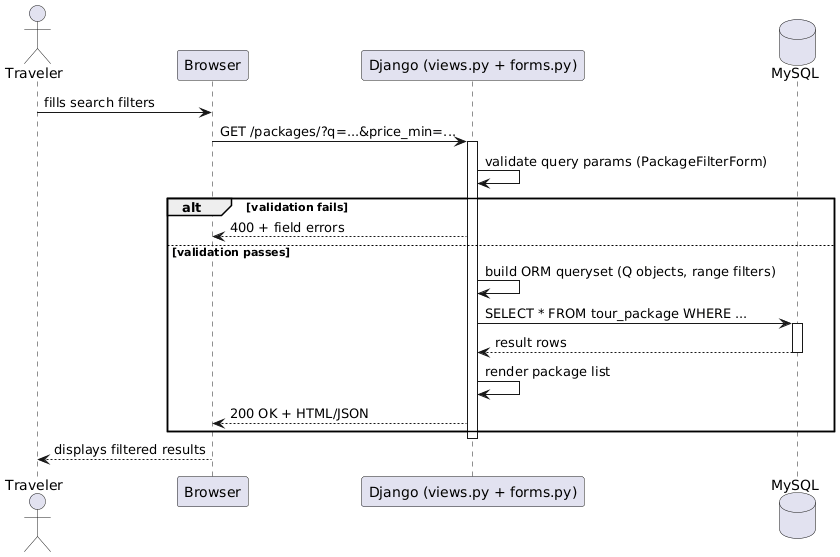 Traveler
Browser
Django (views.py + forms.py)
MySQL
fills search filters
GET /packages/?q=...&price_min=...
validate query params (PackageFilterForm)
alt [validation fails]
400 + field errors
[validation passes]
build ORM queryset (Q objects, range filters)
SELECT * FROM tour_package WHERE ...
result rows
render package list
200 OK + HTML/JSON
displays filtered results
Traveler
Browser
Django (views.py + forms.py)
MySQL